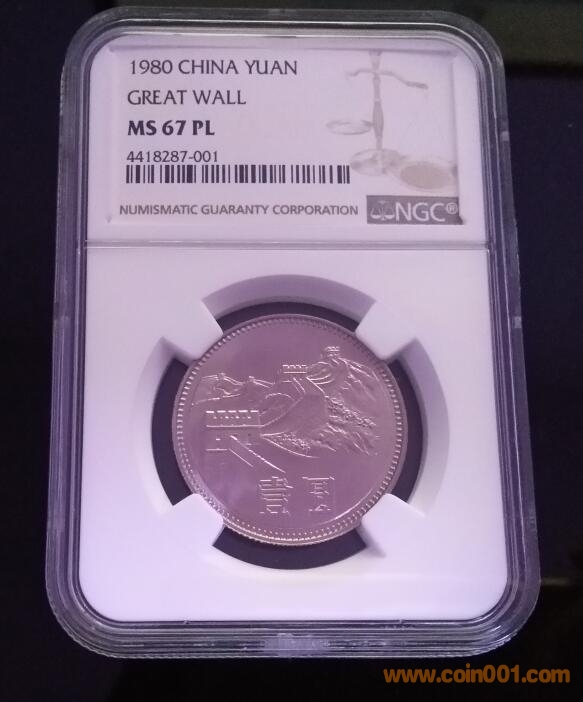 1980 CHINA YUAN
GREAT WALL
MS 67 PL
4418287-001
NUMISMATIC GUARANTY CORPORATION NGC®
壹圆
www.coin001.com